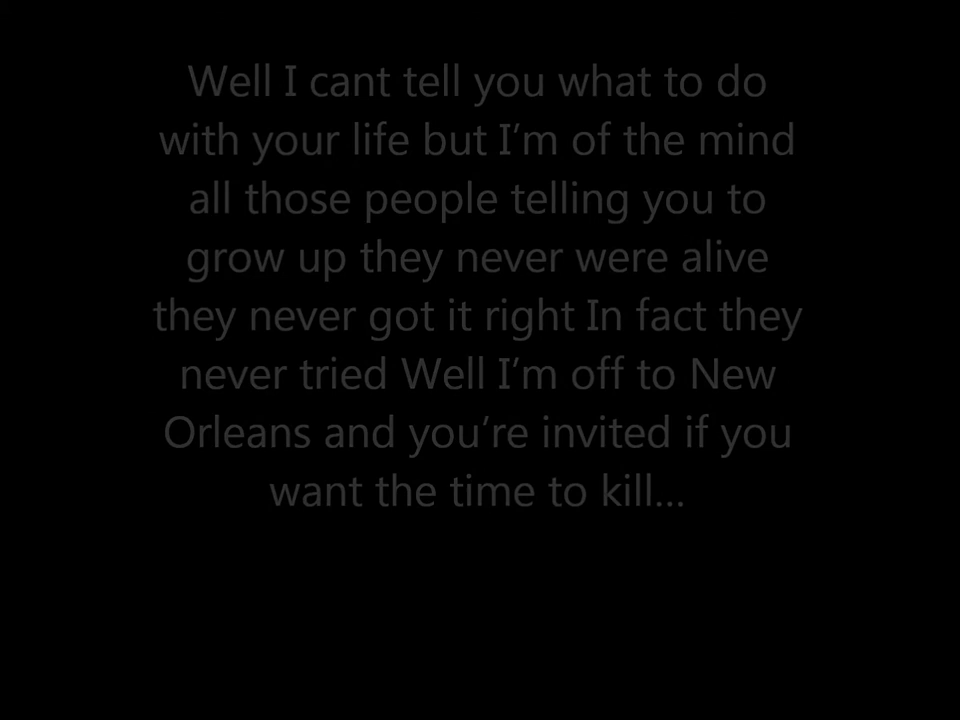 Well I cant tell you what to do
with your life but I’m of the mind
all those people telling you to
grow up they never were alive
they never got it right In fact they
never tried Well I’m off to New
Orleans and you’re invited if you
want the time to kill…